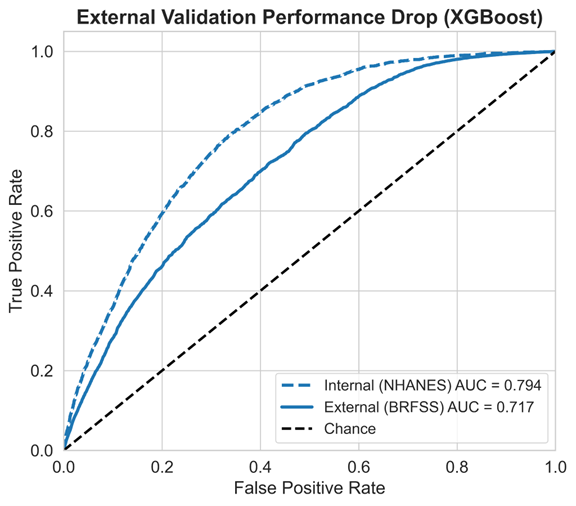 External Validation Performance Drop (XGBoost)
True Positive Rate
1.0
0.8
0.6
0.4
0.2
0.0
Internal (NHANES) AUC = 0.794
External (BRFSS) AUC = 0.717
Chance
0.0 0.2 0.4 0.6 0.8 1.0
False Positive Rate